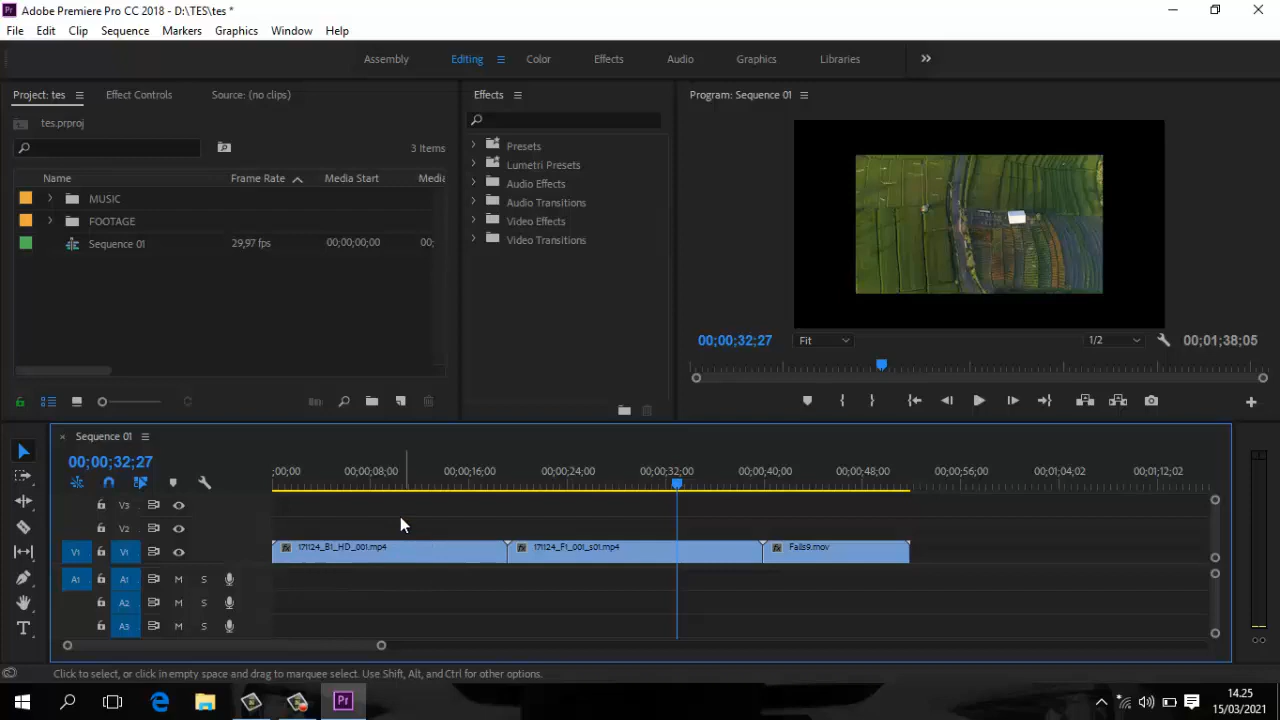 Pr Adobe Premiere Pro CC 2018 - D:\TES\tes *
File Edit Clip Sequence Markers Graphics Window Help
Assembly Editing Color Effects Audio Graphics Libraries
Project: tes Effect Controls Source: (no clips)
tes.prproj
3 Items
Name Frame Rate Media Start Media
MUSIC
FOOTAGE
Sequence 01 29,97 fps 00;00;00;00 00;
Effects
Presets
Lumetri Presets
Audio Effects
Audio Transitions
Video Effects
Video Transitions
Program: Sequence 01
00;00;32;27 Fit 1/2 00;01;38;05
Sequence 01
00;00;32;27
;00;00 00;00;08;00 00;00;16;00 00;00;24;00 00;00;32;00 00;00;40;00 00;00;48;00 00;00;56;00 00;01;04;02 00;01;12;02
V3
V2
V1 V1 171124_B1_HD_001.mp4 171124_F1_001_s01.mp4 Fails9.mov
A1 A1 M S
A2 M S
A3 M S
Click to select, or click in empty space and drag to marquee select. Use Shift, Alt, and Ctrl for other options.
Pr
14.25
15/03/2021